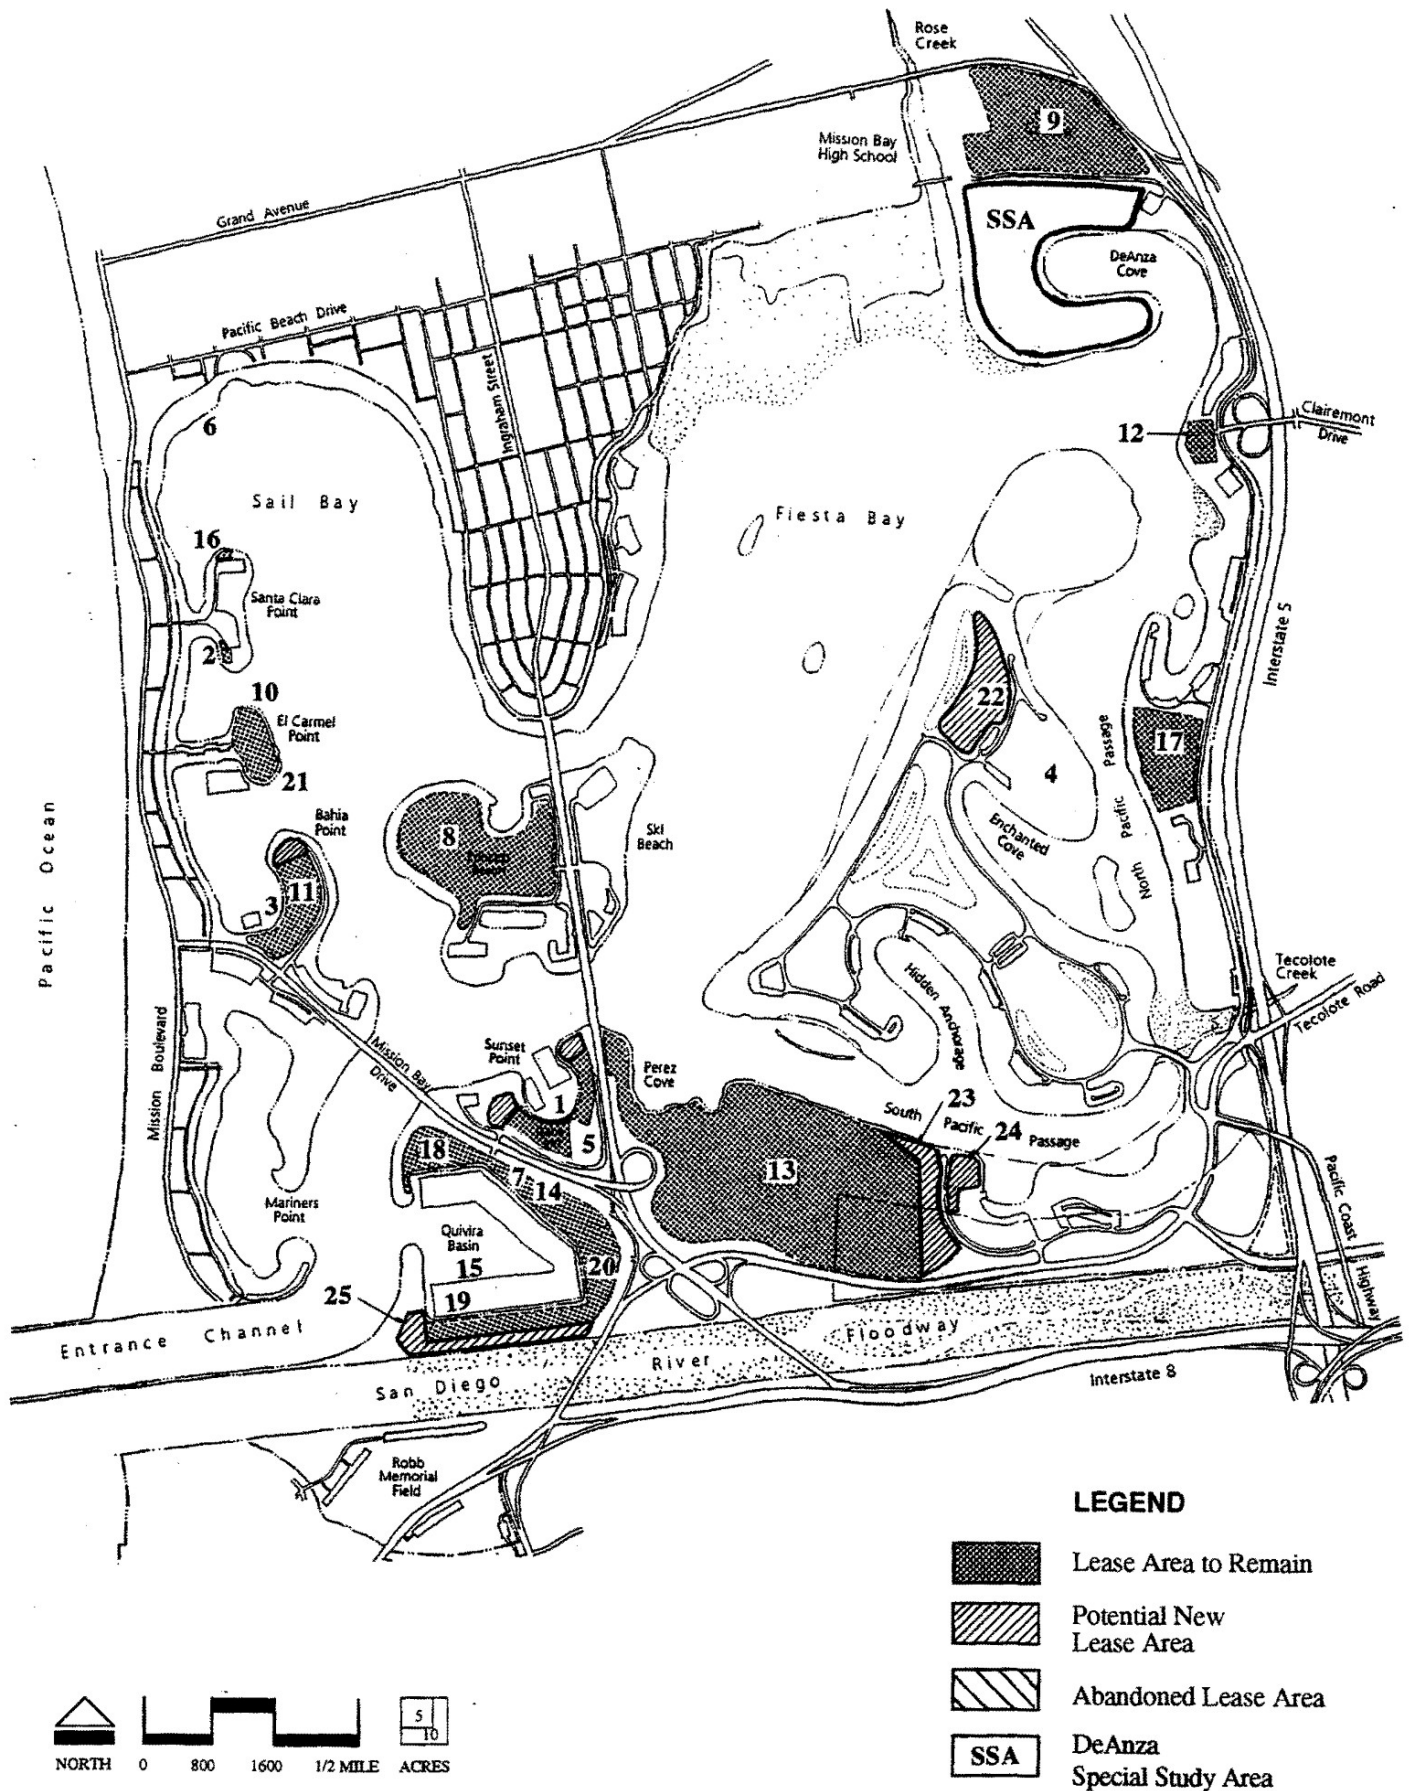 Rose
Creek
9
Mission Bay
High School
Grand Avenue
SSA
DeAnza
Cove
Pacific Beach Drive
Ingraham Street
6
12
Clairemont
Drive
Sail Bay
Fiesta Bay
16
Santa Clara
Point
2
Interstate 5
10
El Carmel
Point
21
22
17
4
North Pacific Passage
Bahia
Point
8
Ski
Beach
Enchanted
Cove
Pacific Ocean
3
11
Tecolote
Creek
Tecolote Road
Hidden Anchorage
Mission Boulevard
Mission Bay
Drive
Sunset
Point
Perez
Cove
1
5
23
South Pacific Passage
24
18
7
14
13
Pacific Coast Highway
Mariners
Point
Quivira
Basin
15
20
19
25
Entrance Channel
San Diego River Floodway
Interstate 8
Robb
Memorial
Field
LEGEND
Lease Area to Remain
Potential New
Lease Area
Abandoned Lease Area
SSA
DeAnza
Special Study Area
5
10
NORTH 0 800 1600 1/2 MILE ACRES